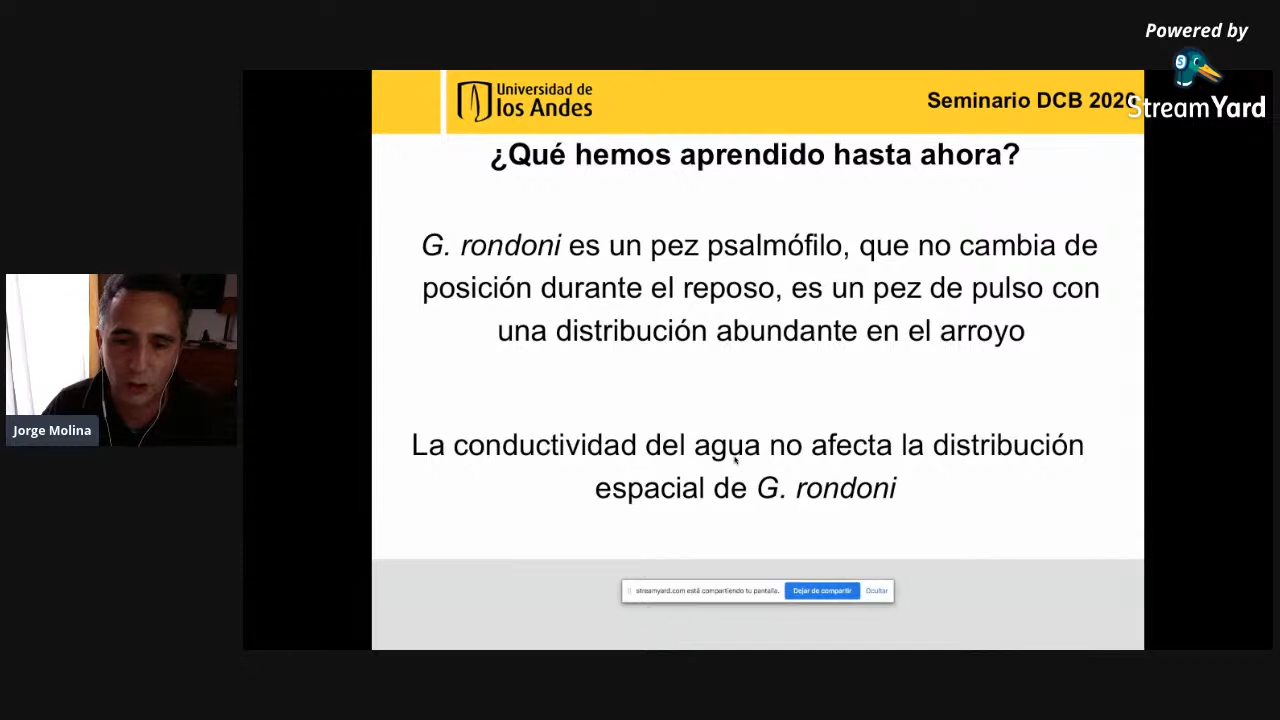 Powered by
StreamYard
Universidad de
los Andes
Seminario DCB 2020
¿Qué hemos aprendido hasta ahora?
G. rondoni es un pez psalmófilo, que no cambia de
posición durante el reposo, es un pez de pulso con
una distribución abundante en el arroyo
La conductividad del agua no afecta la distribución
espacial de G. rondoni
Jorge Molina
streamyard.com está compartiendo tu pantalla.
Dejar de compartir
Ocultar